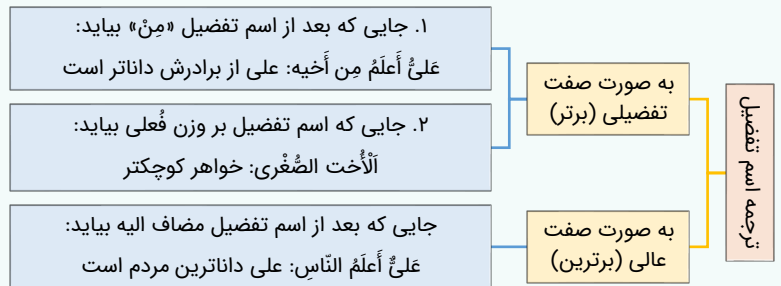 ترجمه اسم تفضیل
به صورت صفت
تفضیلی (برتر)
۱. جایی که بعد از اسم تفضیل «مِنْ» بیاید:
عَلیُّ أَعلَمُ مِن أَخیه: علی از برادرش داناتر است
۲. جایی که اسم تفضیل بر وزن فُعلی بیاید:
اَلْأُخت الصُّغْری: خواهر کوچکتر
به صورت صفت
عالی (برترین)
جایی که بعد از اسم تفضیل مضاف الیه بیاید:
عَلیٌّ أَعلَمُ النّاسِ: علی داناترین مردم است